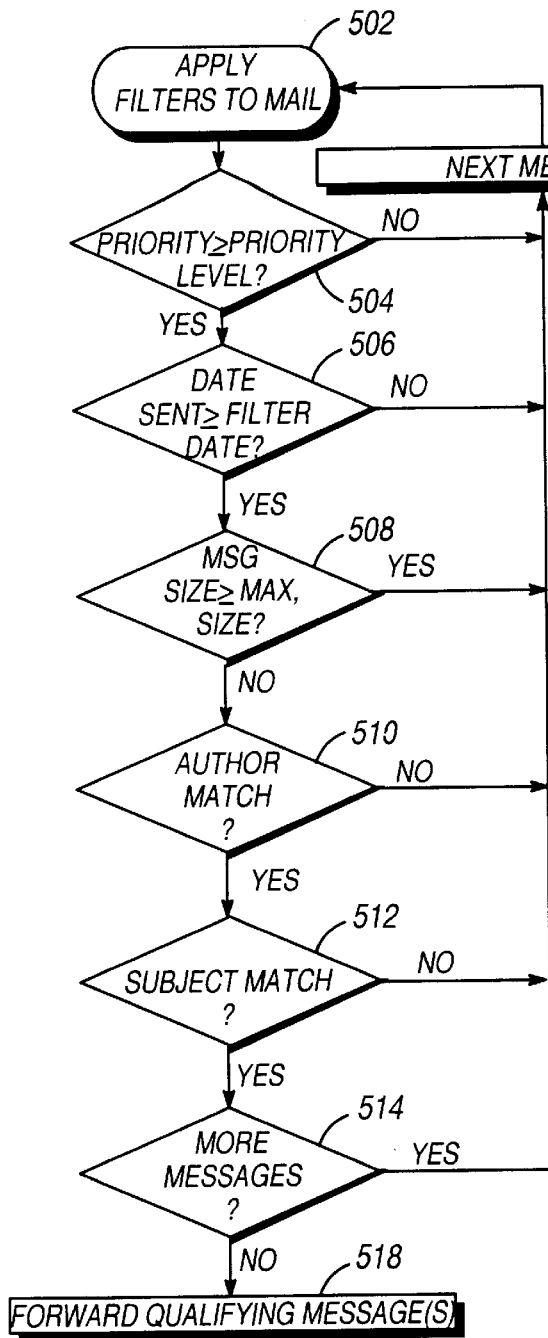 502
APPLY
FILTERS TO MAIL
NEXT ME
PRIORITY≥PRIORITY
LEVEL?
NO
504
YES
506
DATE
SENT≥ FILTER
DATE?
NO
YES
508
MSG
SIZE≥ MAX,
SIZE?
YES
NO
510
AUTHOR
MATCH
?
NO
YES
512
SUBJECT MATCH
?
NO
YES
514
MORE
MESSAGES
?
YES
NO
518
FORWARD QUALIFYING MESSAGE(S)